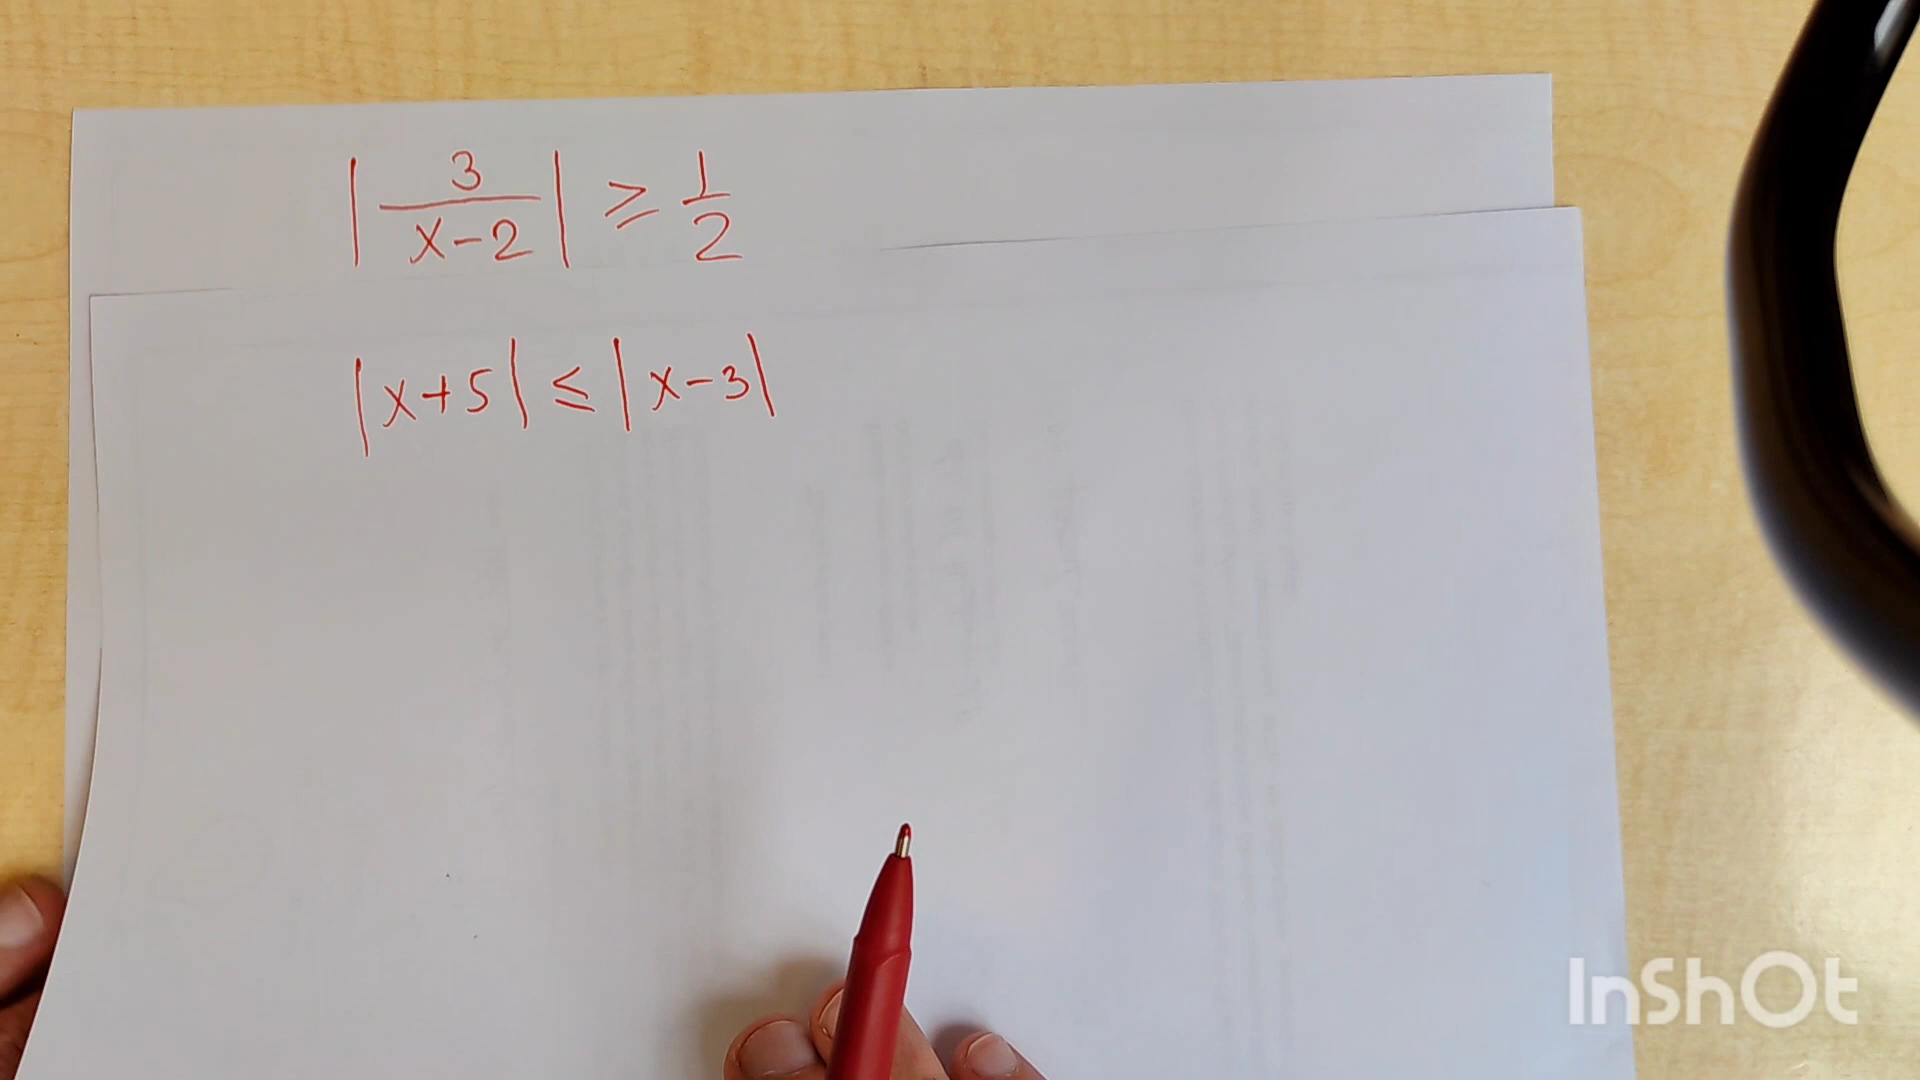 |3/(x-2)| ≥ 1/2
|x+5| ≤ |x-3|
InShOt